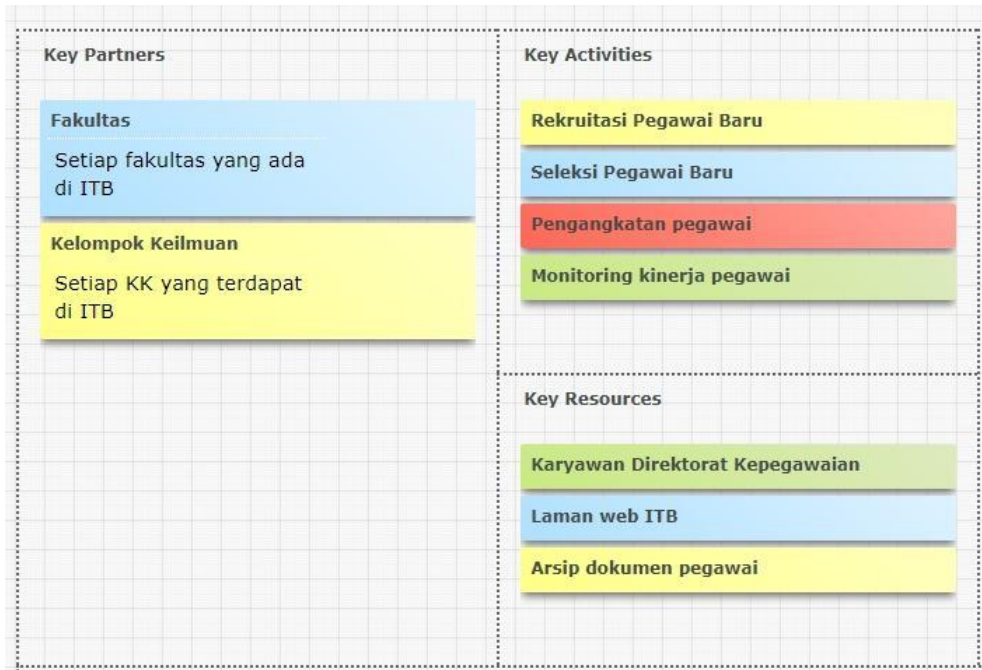 Key Partners
Fakultas
Setiap fakultas yang ada
di ITB
Kelompok Keilmuan
Setiap KK yang terdapat
di ITB
Key Activities
Rekruitasi Pegawai Baru
Seleksi Pegawai Baru
Pengangkatan pegawai
Monitoring kinerja pegawai
Key Resources
Karyawan Direktorat Kepegawaian
Laman web ITB
Arsip dokumen pegawai